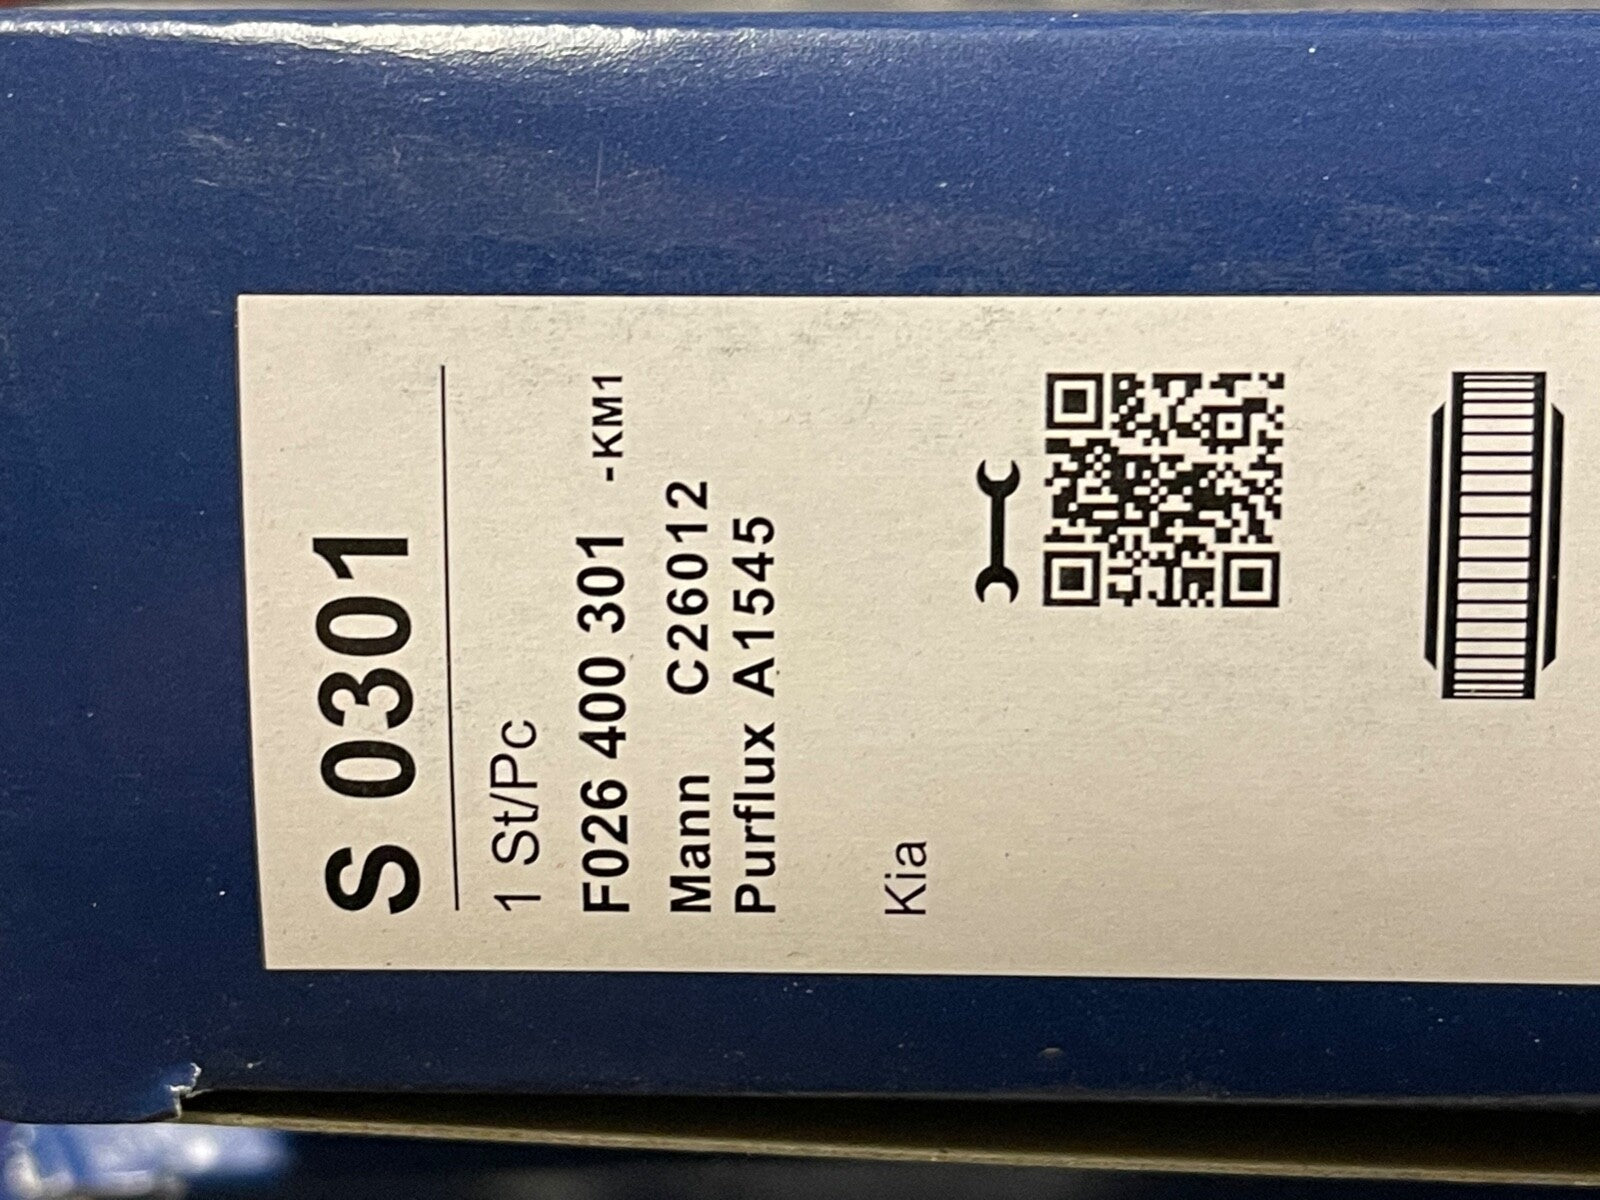 S 0301
1 St/Pc
F026 400 301 -KM1
Mann C26012
Purflux A1545
Kia